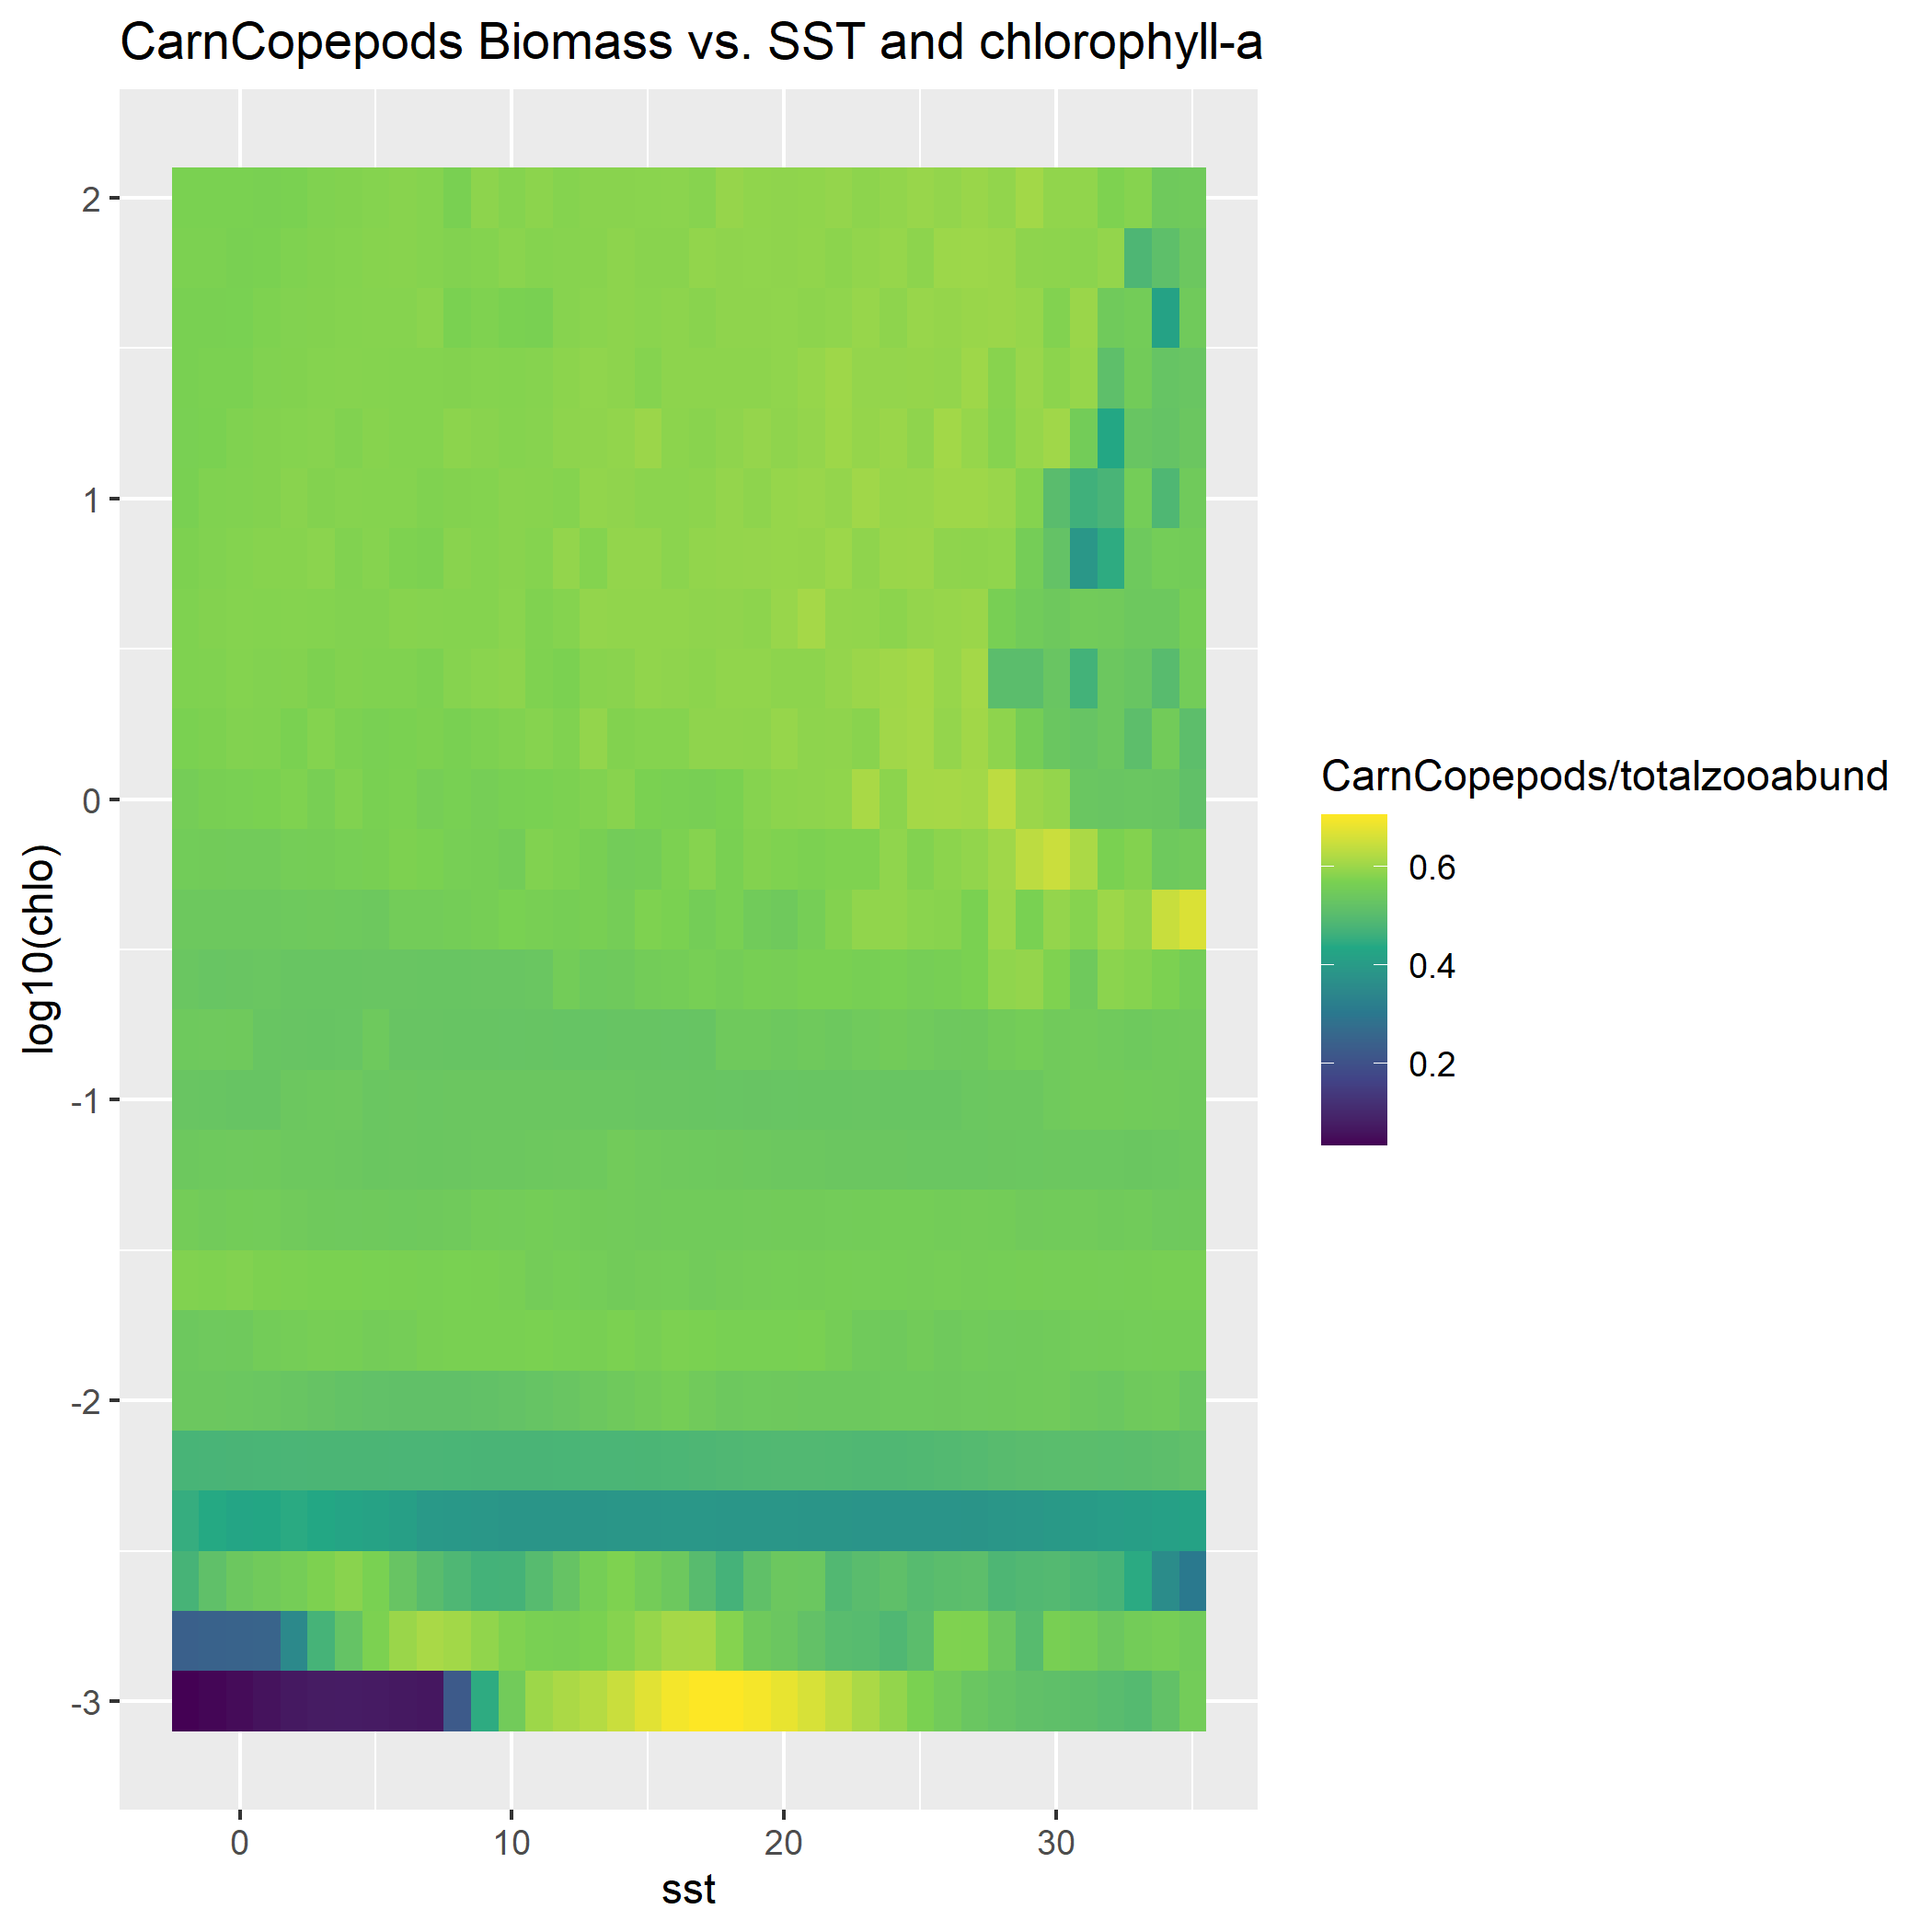 CarnCopepods Biomass vs. SST and chlorophyll-a
2
1
0
-1
-2
-3
log10(chlo)
0 10 20 30
sst
CarnCopepods/totalzooabund
0.6
0.4
0.2